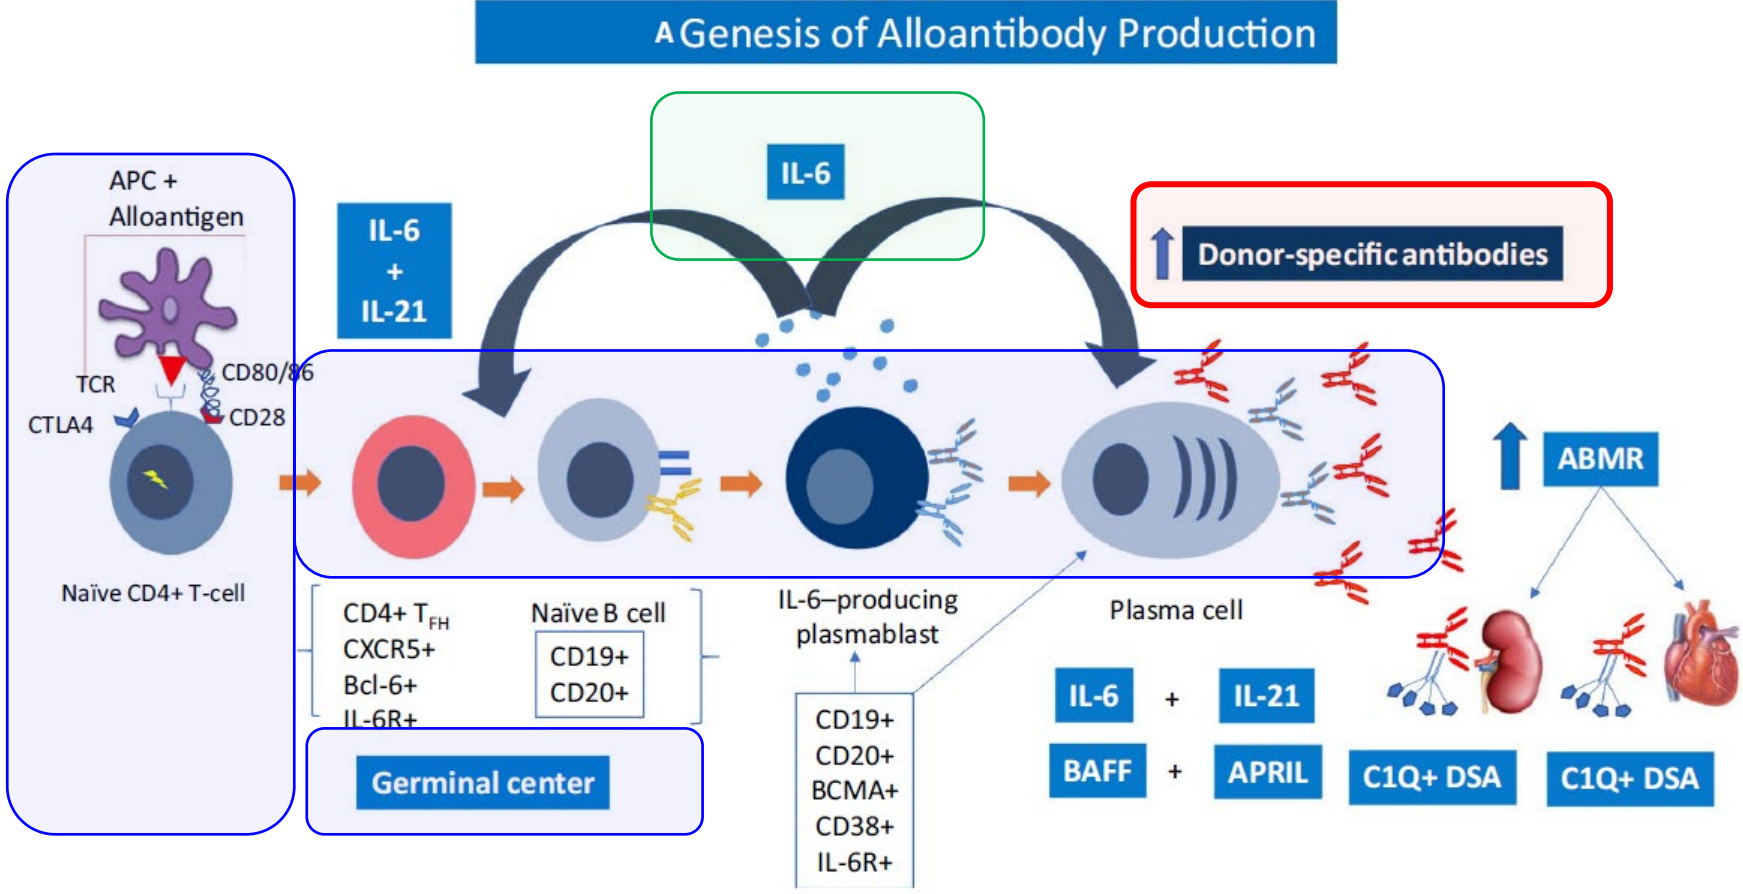 A Genesis of Alloantibody Production
IL-6
APC +
Alloantigen
IL-6
+
IL-21
Donor-specific antibodies
TCR
CD80/86
CTLA4
CD28
ABMR
Naïve CD4+ T-cell
CD4+ TFH
CXCR5+
Bcl-6+
IL-6R+
Naïve B cell
CD19+
CD20+
IL-6–producing
plasmablast
Plasma cell
Germinal center
CD19+
CD20+
BCMA+
CD38+
IL-6R+
IL-6 + IL-21
BAFF + APRIL
C1Q+ DSA
C1Q+ DSA